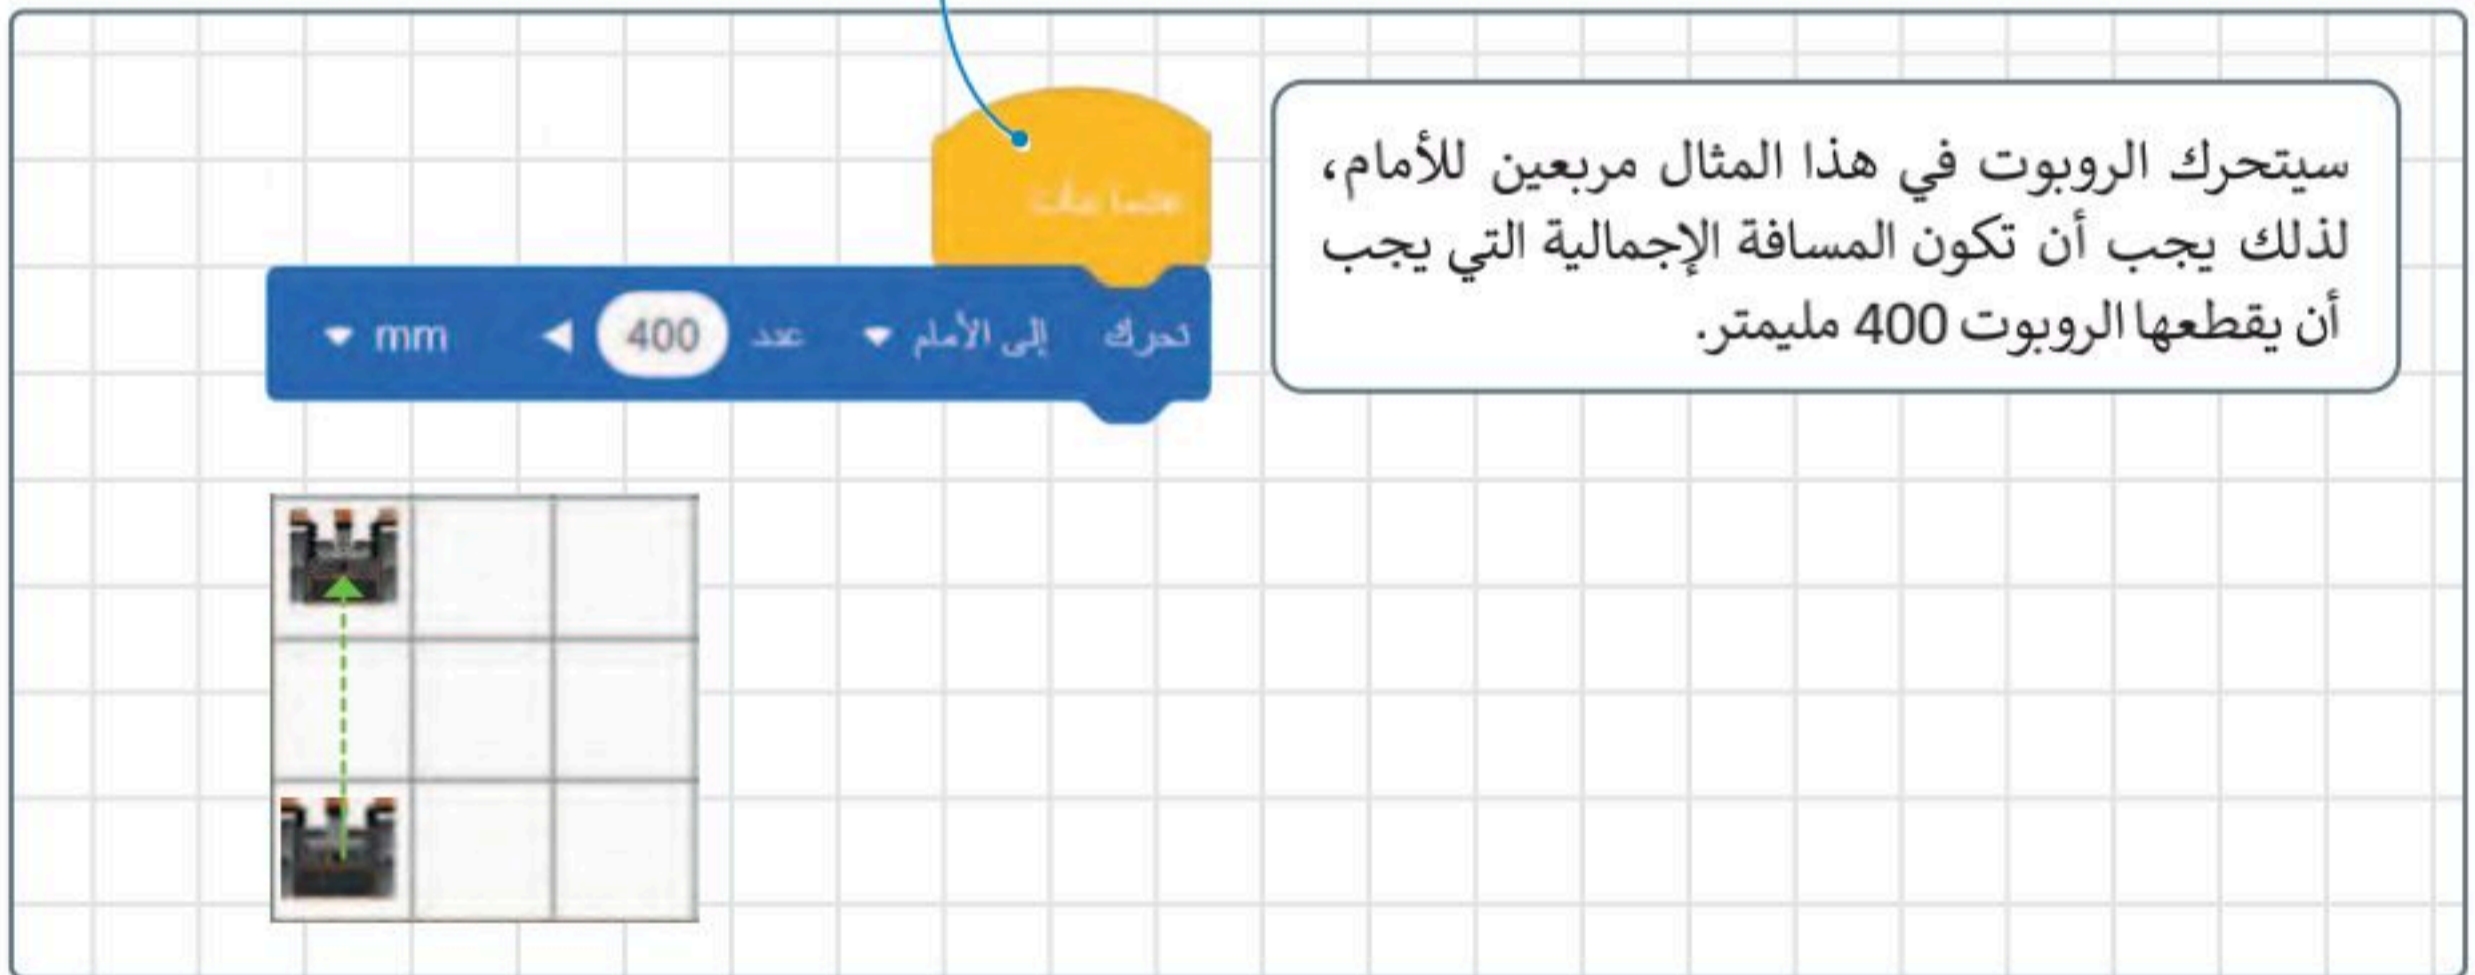 سيتحرك الروبوت في هذا المثال مربعين للأمام،
لذلك يجب أن تكون المسافة الإجمالية التي يجب
أن يقطعها الروبوت 400 مليمتر.
تحرك إلى الأمام عدد 400 mm